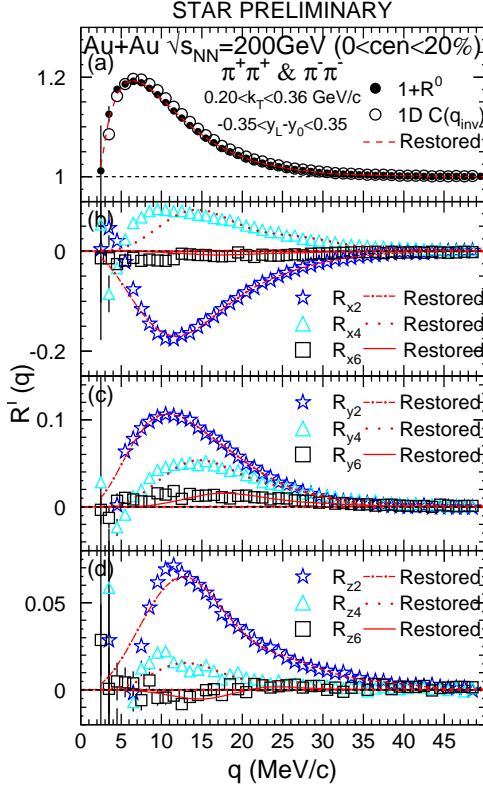 STAR PRELIMINARY
Au+Au √sNN=200GeV (0<cen<20%)
(a)
π⁺π⁺ & π⁻π⁻
0.20<kT<0.36 GeV/c
-0.35<yL-y0<0.35
1+R⁰
1D C(qinv)
Restored
1.2
1
(b)
0
-0.2
Rx2 Restored
Rx4 Restored
Rx6 Restored
(c)
0.1
0
Ry2 Restored
Ry4 Restored
Ry6 Restored
(d)
0.05
0
Rz2 Restored
Rz4 Restored
Rz6 Restored
R^l (q)
0 5 10 15 20 25 30 35 40 45
q (MeV/c)